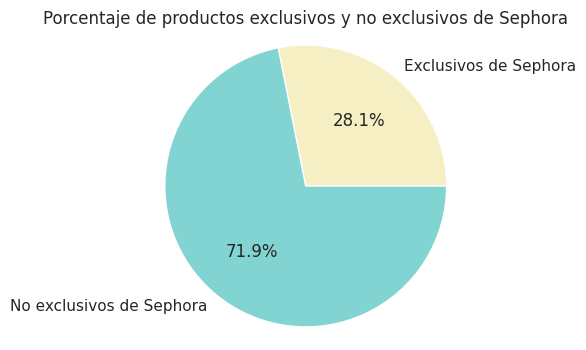 Porcentaje de productos exclusivos y no exclusivos de Sephora
Exclusivos de Sephora
28.1%
71.9%
No exclusivos de Sephora